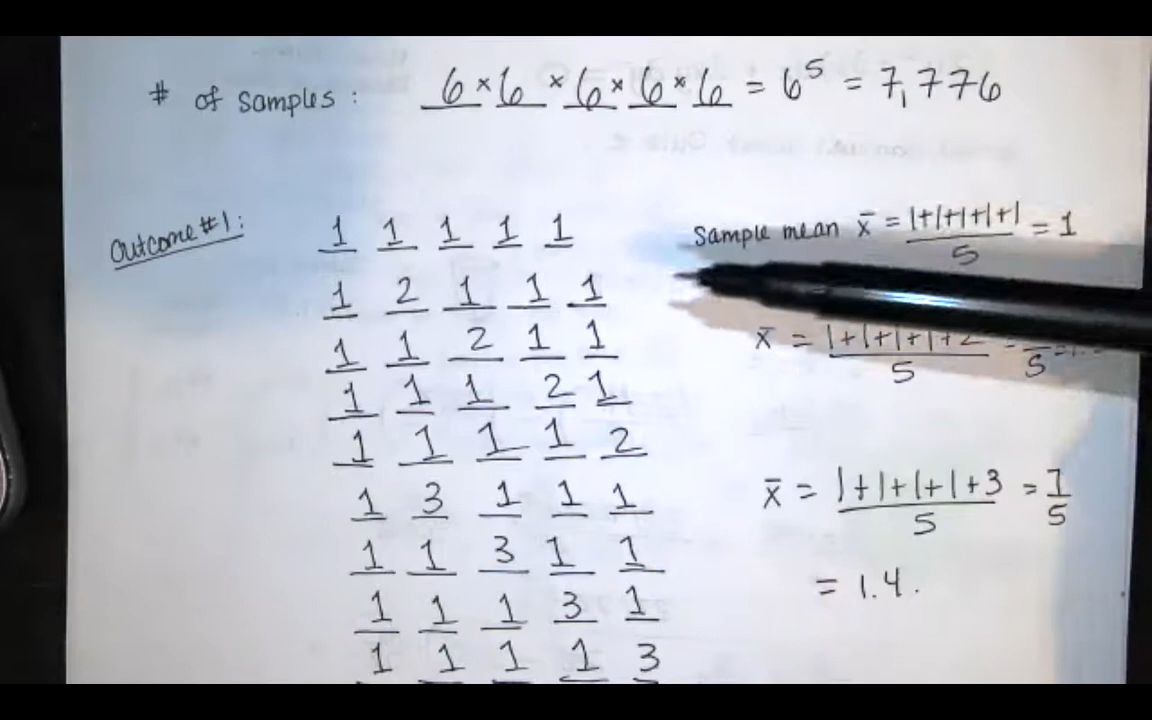 # of samples: 6 × 6 × 6 × 6 × 6 = 6⁵ = 7,776
Outcome #1: 1 1 1 1 1 Sample mean x̄ = 1+1+1+1+1 / 5 = 1
1 2 1 1 1
1 1 2 1 1 x̄ = 1+1+1+1+2 / 5 = / 5
1 1 1 2 1
1 1 1 1 2
1 3 1 1 1 x̄ = 1+1+1+1+3 / 5 = 7 / 5
1 1 3 1 1
= 1.4.
1 1 1 3 1
1 1 1 1 3